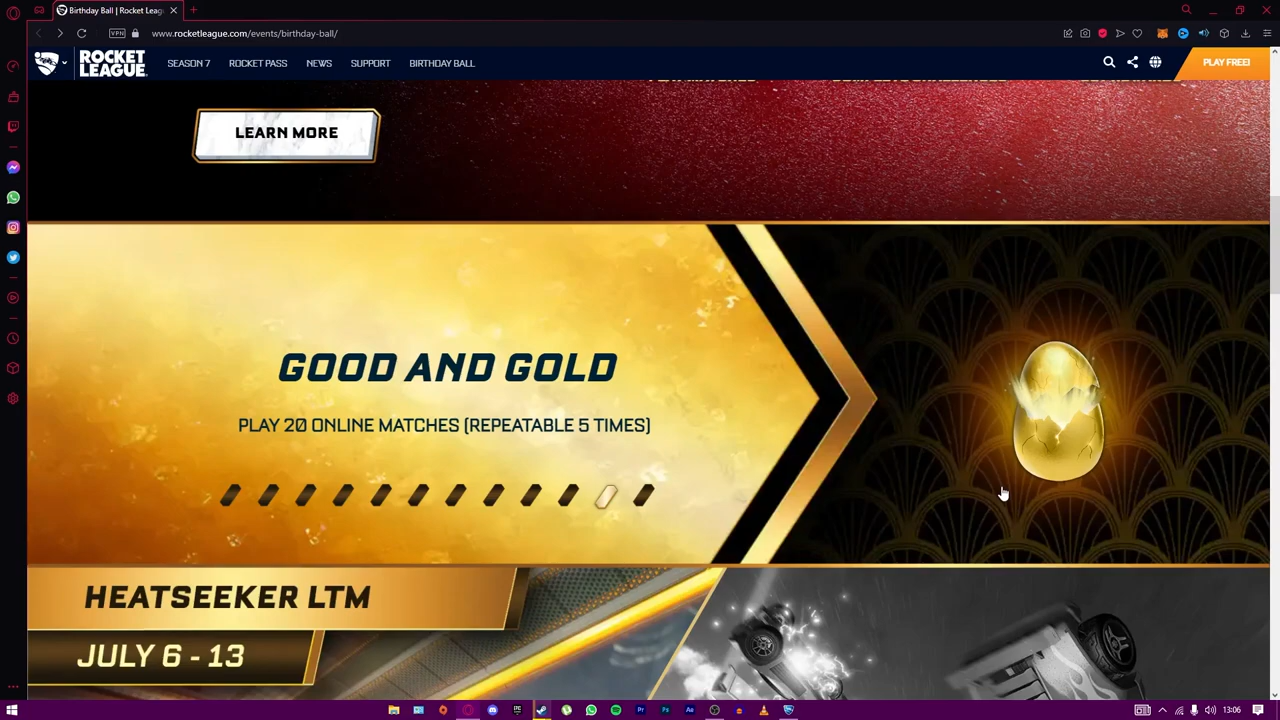 Birthday Ball | Rocket Leag
VPN
www.rocketleague.com/events/birthday-ball/
ROCKET
LEAGUE
SEASON 7
ROCKET PASS
NEWS
SUPPORT
BIRTHDAY BALL
PLAY FREE!
LEARN MORE
GOOD AND GOLD
PLAY 20 ONLINE MATCHES (REPEATABLE 5 TIMES)
HEATSEEKER LTM
JULY 6 - 13
13:06